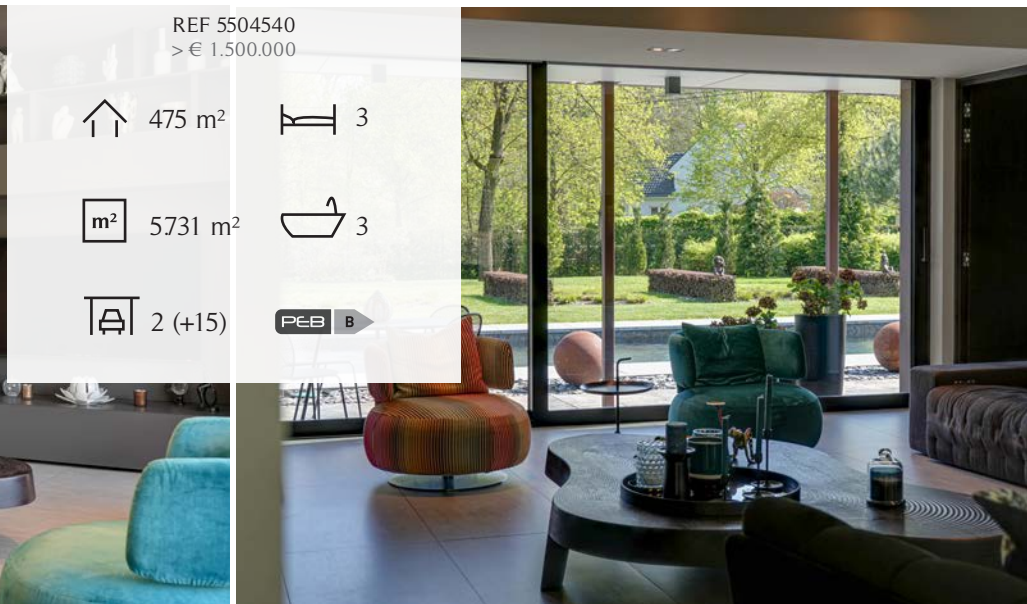 REF 5504540
> € 1.500.000
475 m²
3
m²
5731 m²
3
2 (+15)
PEB B